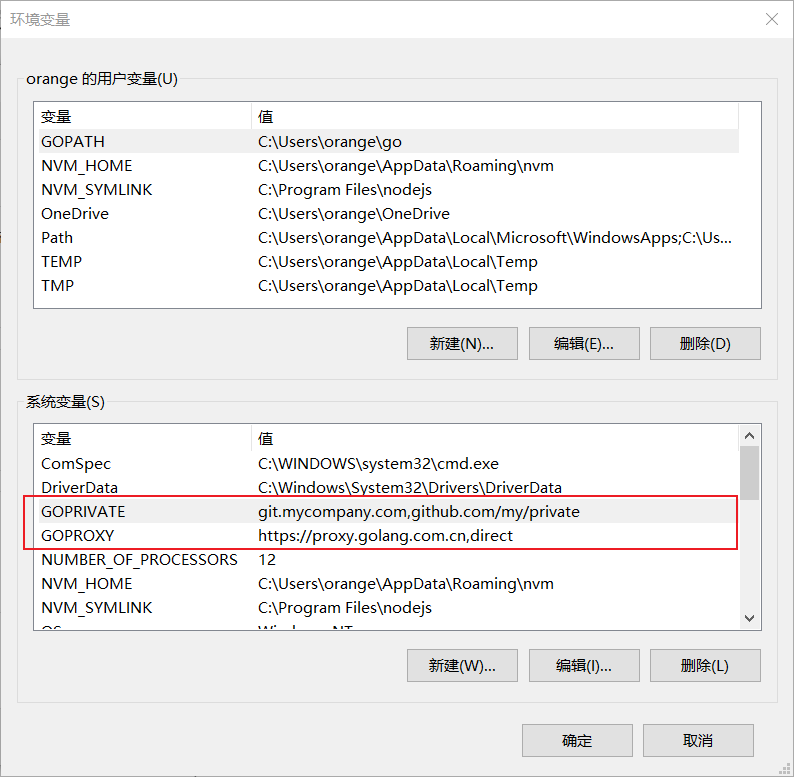 环境变量
orange 的用户变量(U)
变量 值
GOPATH C:\Users\orange\go
NVM_HOME C:\Users\orange\AppData\Roaming\nvm
NVM_SYMLINK C:\Program Files\nodejs
OneDrive C:\Users\orange\OneDrive
Path C:\Users\orange\AppData\Local\Microsoft\WindowsApps;C:\Us...
TEMP C:\Users\orange\AppData\Local\Temp
TMP C:\Users\orange\AppData\Local\Temp
新建(N)... 编辑(E)... 删除(D)
系统变量(S)
变量 值
ComSpec C:\WINDOWS\system32\cmd.exe
DriverData C:\Windows\System32\Drivers\DriverData
GOPRIVATE git.mycompany.com,github.com/my/private
GOPROXY https://proxy.golang.com.cn,direct
NUMBER_OF_PROCESSORS 12
NVM_HOME C:\Users\orange\AppData\Roaming\nvm
NVM_SYMLINK C:\Program Files\nodejs
OS Windows_NT
新建(W)... 编辑(I)... 删除(L)
确定 取消